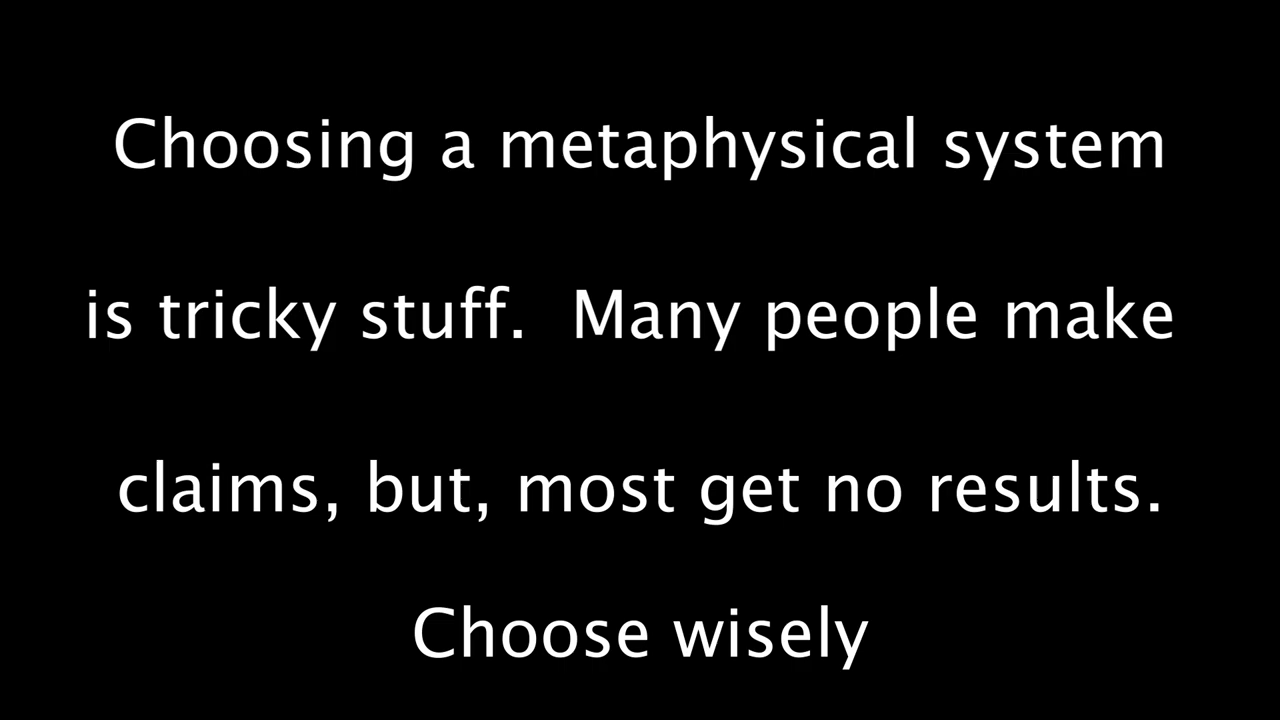 Choosing a metaphysical system
is tricky stuff.  Many people make
claims, but, most get no results.
Choose wisely